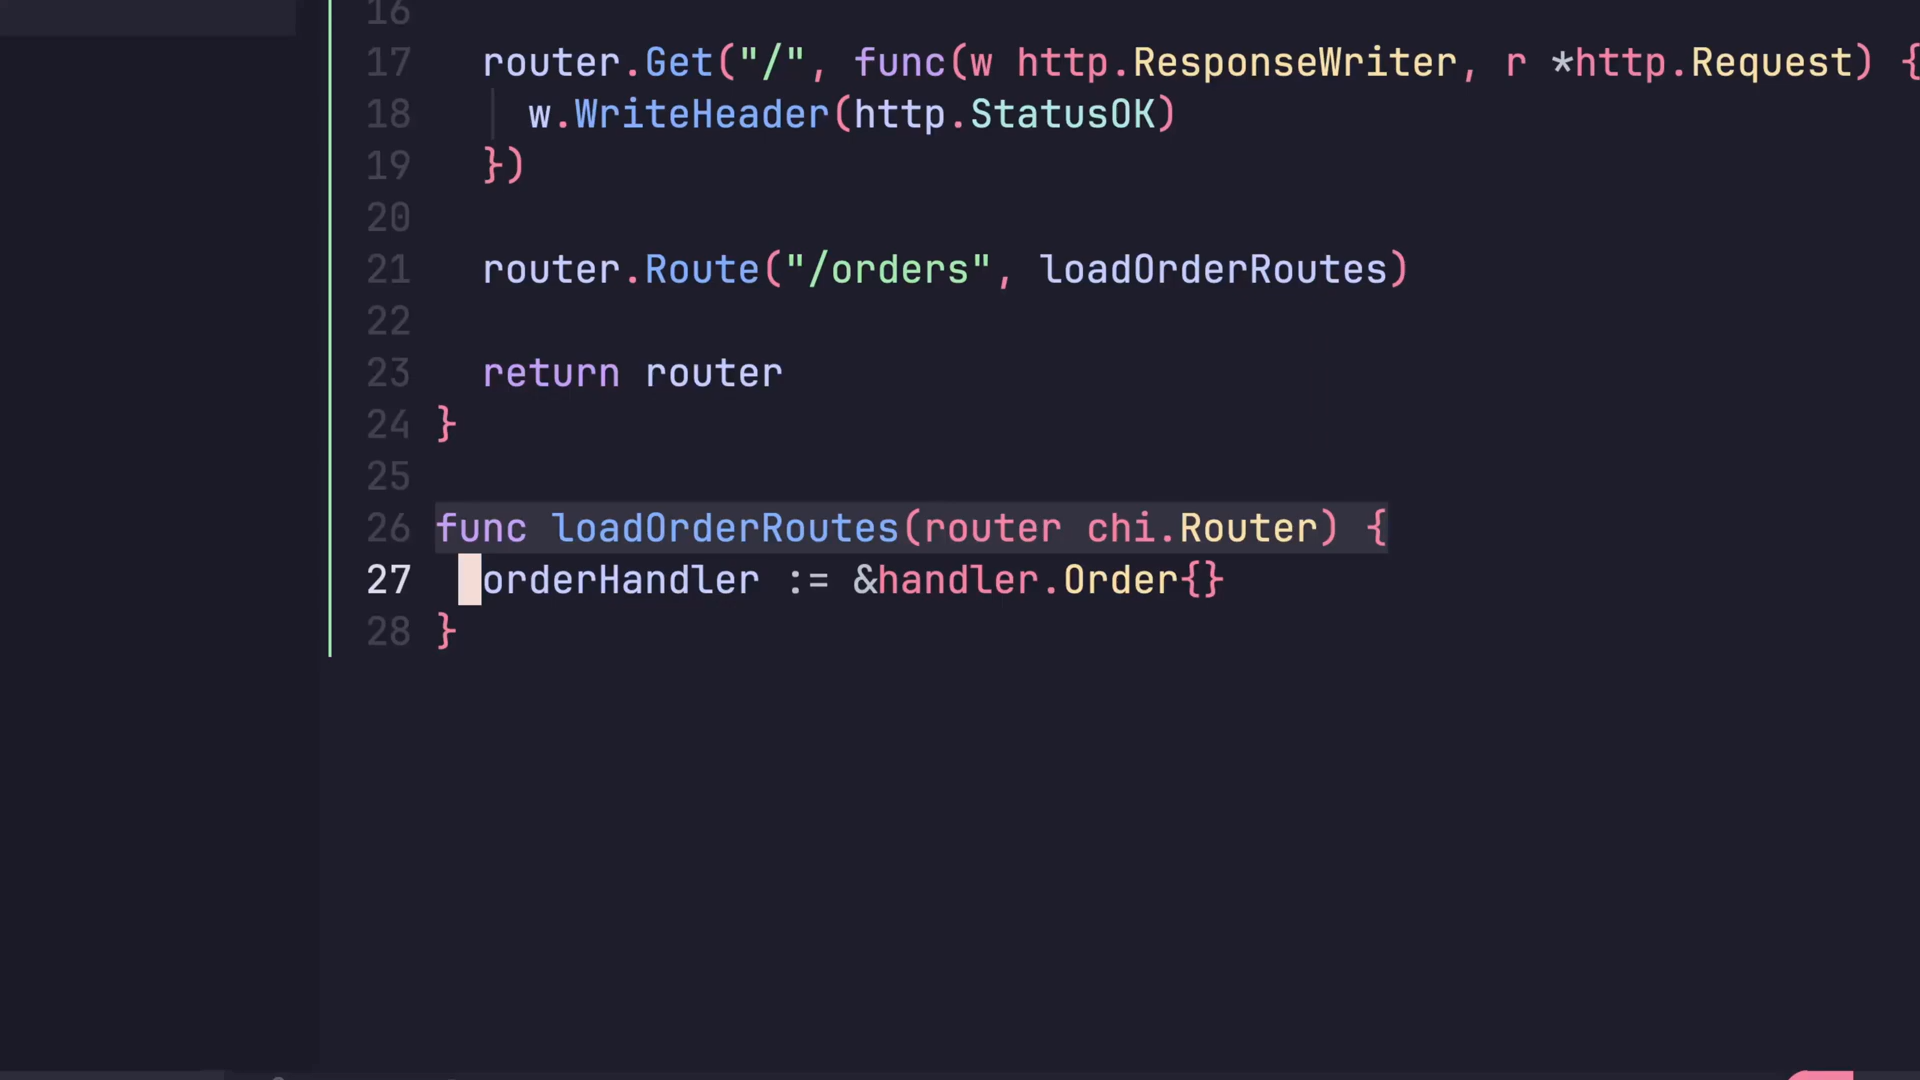 16
17 router.Get("/", func(w http.ResponseWriter, r *http.Request) {
18 w.WriteHeader(http.StatusOK)
19 })
20
21 router.Route("/orders", loadOrderRoutes)
22
23 return router
24 }
25
26 func loadOrderRoutes(router chi.Router) {
27 orderHandler := &handler.Order{}
28 }